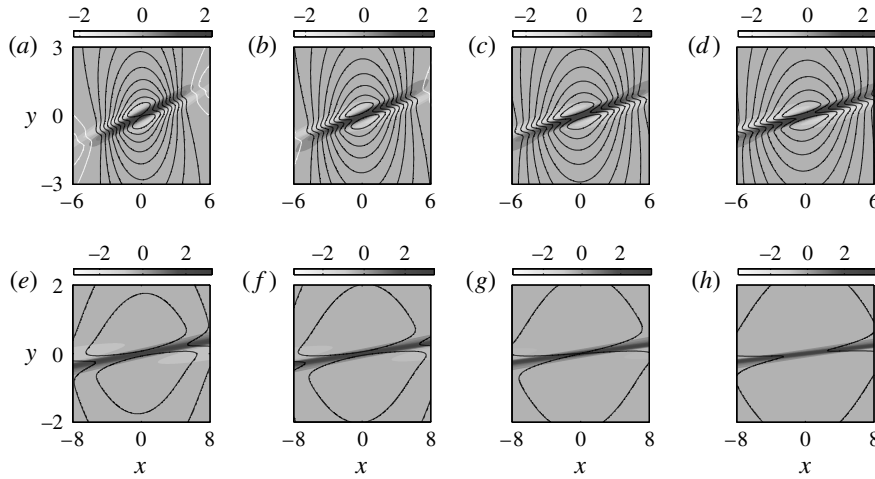 −2 0 2 −2 0 2 −2 0 2 −2 0 2
(a) 3 (b) (c) (d)
y 0
−3
−6 0 6 −6 0 6 −6 0 6 −6 0 6
−2 0 2 −2 0 2 −2 0 2 −2 0 2
(e) 2 (f) (g) (h)
y 0
−2
−8 0 8 −8 0 8 −8 0 8 −8 0 8
x x x x